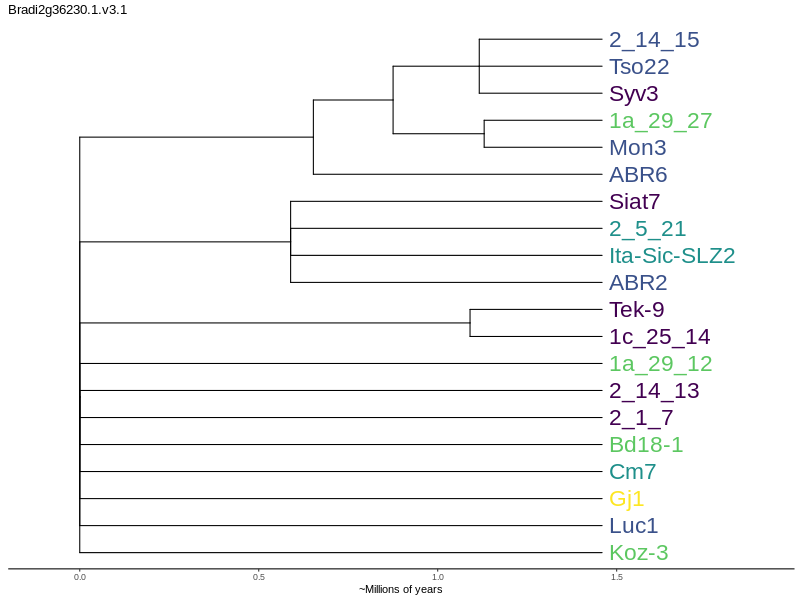 Bradi2g36230.1.v3.1
2_14_15
Tso22
Syv3
1a_29_27
Mon3
ABR6
Siat7
2_5_21
Ita-Sic-SLZ2
ABR2
Tek-9
1c_25_14
1a_29_12
2_14_13
2_1_7
Bd18-1
Cm7
Gj1
Luc1
Koz-3
0.0 0.5 1.0 1.5
~Millions of years